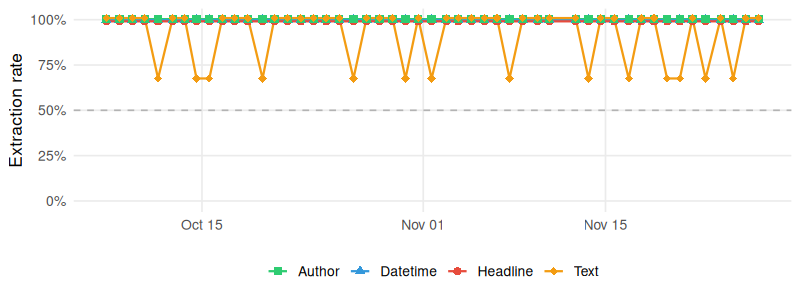 100%
75%
50%
25%
0%
Extraction rate
Oct 15 Nov 01 Nov 15
Author Datetime Headline Text